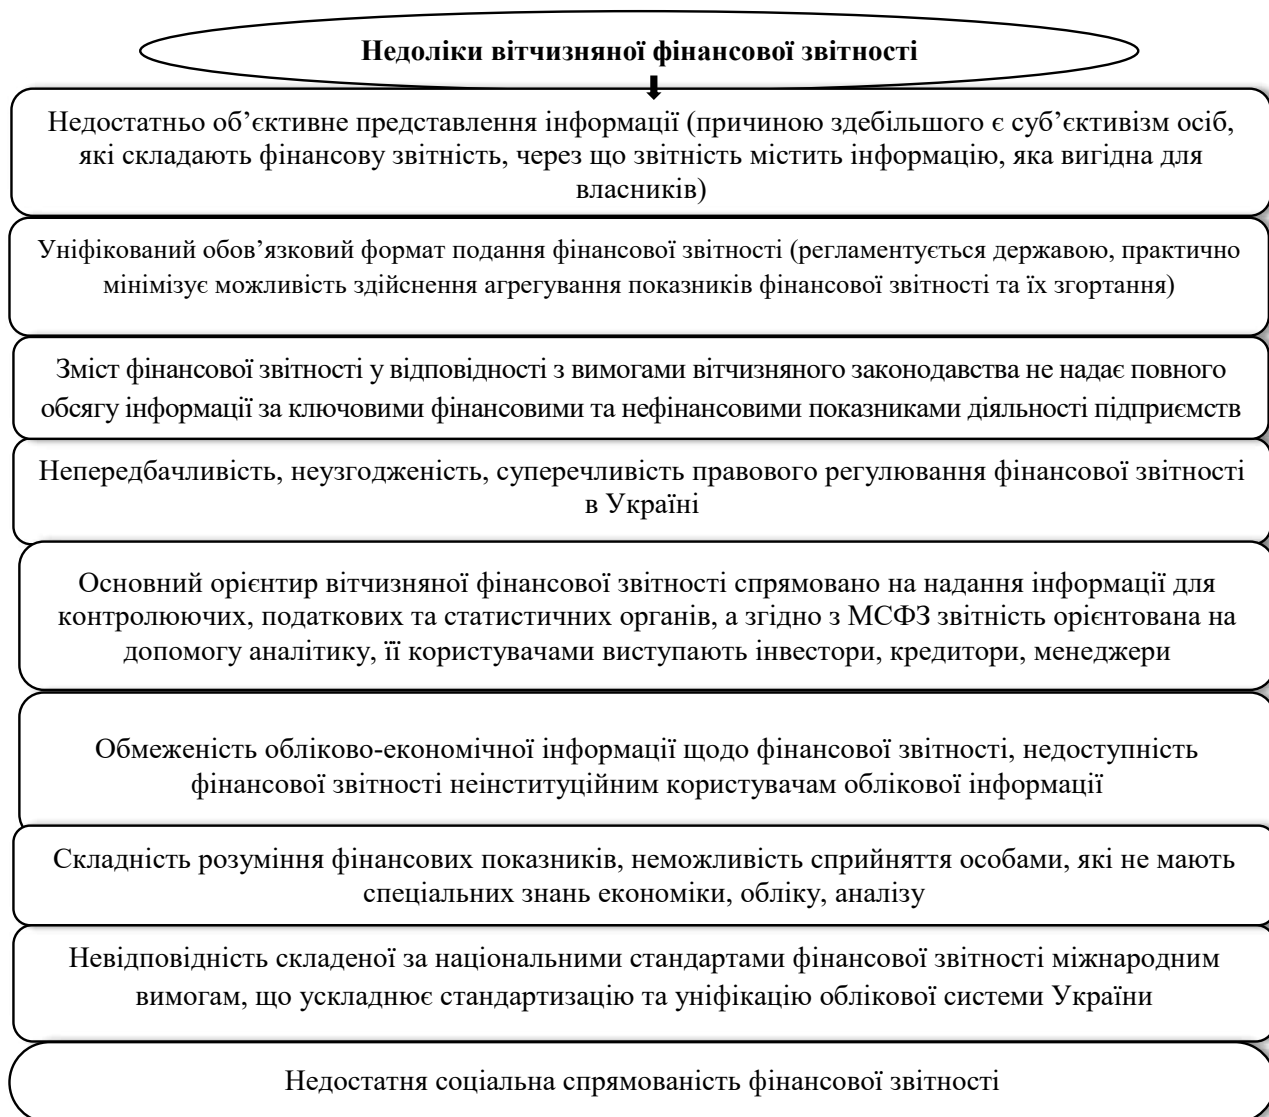 Недоліки вітчизняної фінансової звітності
Недостатньо об’єктивне представлення інформації (причиною здебільшого є суб’єктивізм осіб,
які складають фінансову звітність, через що звітність містить інформацію, яка вигідна для
власників)
Уніфікований обов’язковий формат подання фінансової звітності (регламентується державою, практично
мінімізує можливість здійснення агрегування показників фінансової звітності та їх згортання)
Зміст фінансової звітності у відповідності з вимогами вітчизняного законодавства не надає повного
обсягу інформації за ключовими фінансовими та нефінансовими показниками діяльності підприємств
Непередбачливість, неузгодженість, суперечливість правового регулювання фінансової звітності
в Україні
Основний орієнтир вітчизняної фінансової звітності спрямовано на надання інформації для
контролюючих, податкових та статистичних органів, а згідно з МСФЗ звітність орієнтована на
допомогу аналітику, її користувачами виступають інвестори, кредитори, менеджери
Обмеженість обліково-економічної інформації щодо фінансової звітності, недоступність
фінансової звітності неінституційним користувачам облікової інформації
Складність розуміння фінансових показників, неможливість сприйняття особами, які не мають
спеціальних знань економіки, обліку, аналізу
Невідповідність складеної за національними стандартами фінансової звітності міжнародним
вимогам, що ускладнює стандартизацію та уніфікацію облікової системи України
Недостатня соціальна спрямованість фінансової звітності